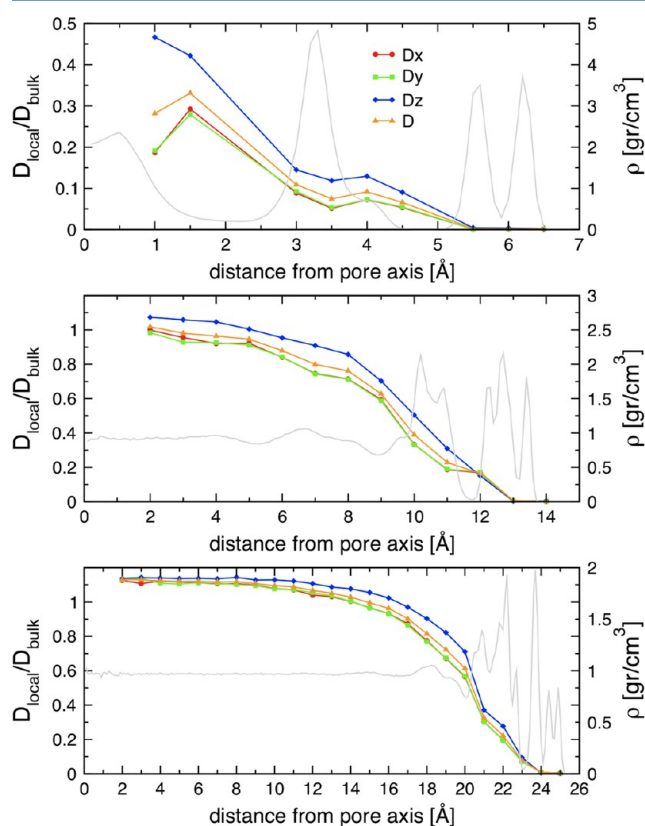 0.5
0.4
0.3
0.2
0.1
0
5
4
3
2
1
0
D_local/D_bulk
ρ [gr/cm³]
Dx
Dy
Dz
D
0 1 2 3 4 5 6 7
distance from pore axis [Å]
1
0.8
0.6
0.4
0.2
0
3
2.5
2
1.5
1
0.5
0
D_local/D_bulk
ρ [gr/cm³]
0 2 4 6 8 10 12 14
distance from pore axis [Å]
1
0.8
0.6
0.4
0.2
0
2
1.5
1
0.5
0
D_local/D_bulk
ρ [gr/cm³]
0 2 4 6 8 10 12 14 16 18 20 22 24 26
distance from pore axis [Å]